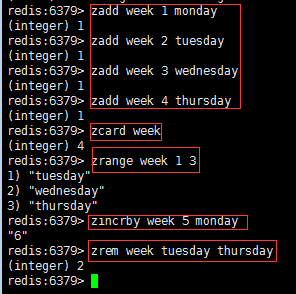 redis:6379> zadd week 1 monday
(integer) 1
redis:6379> zadd week 2 tuesday
(integer) 1
redis:6379> zadd week 3 wednesday
(integer) 1
redis:6379> zadd week 4 thursday
(integer) 1
redis:6379> zcard week
(integer) 4
redis:6379> zrange week 1 3
1) "tuesday"
2) "wednesday"
3) "thursday"
redis:6379> zincrby week 5 monday
"6"
redis:6379> zrem week tuesday thursday
(integer) 2
redis:6379>